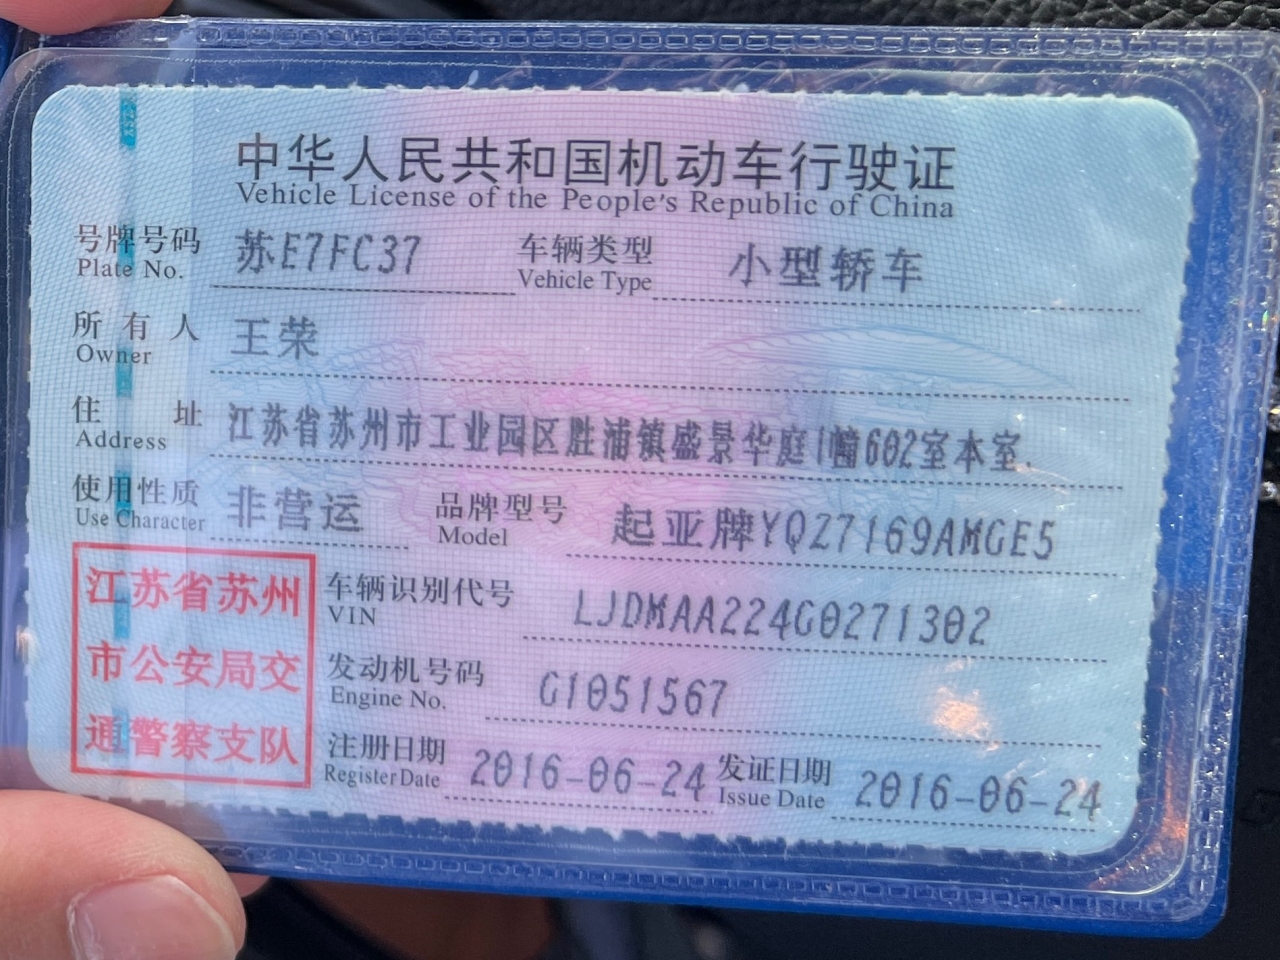 中华人民共和国机动车行驶证
Vehicle License of the People's Republic of China
号牌号码 苏E7FC37 车辆类型 小型轿车
Plate No. Vehicle Type
所有人 王荣
Owner
住址 江苏省苏州市工业园区胜浦镇盛景华庭1幢602室本室.
Address
使用性质 非营运 品牌型号 起亚牌YQZ7169AMGE5
Use Character Model
江苏省苏州 车辆识别代号 LJDMAA224G0271302
VIN
市公安局交 发动机号码 G1051567
Engine No.
通警察支队 注册日期 2016-06-24 发证日期 2016-06-24
Register Date Issue Date